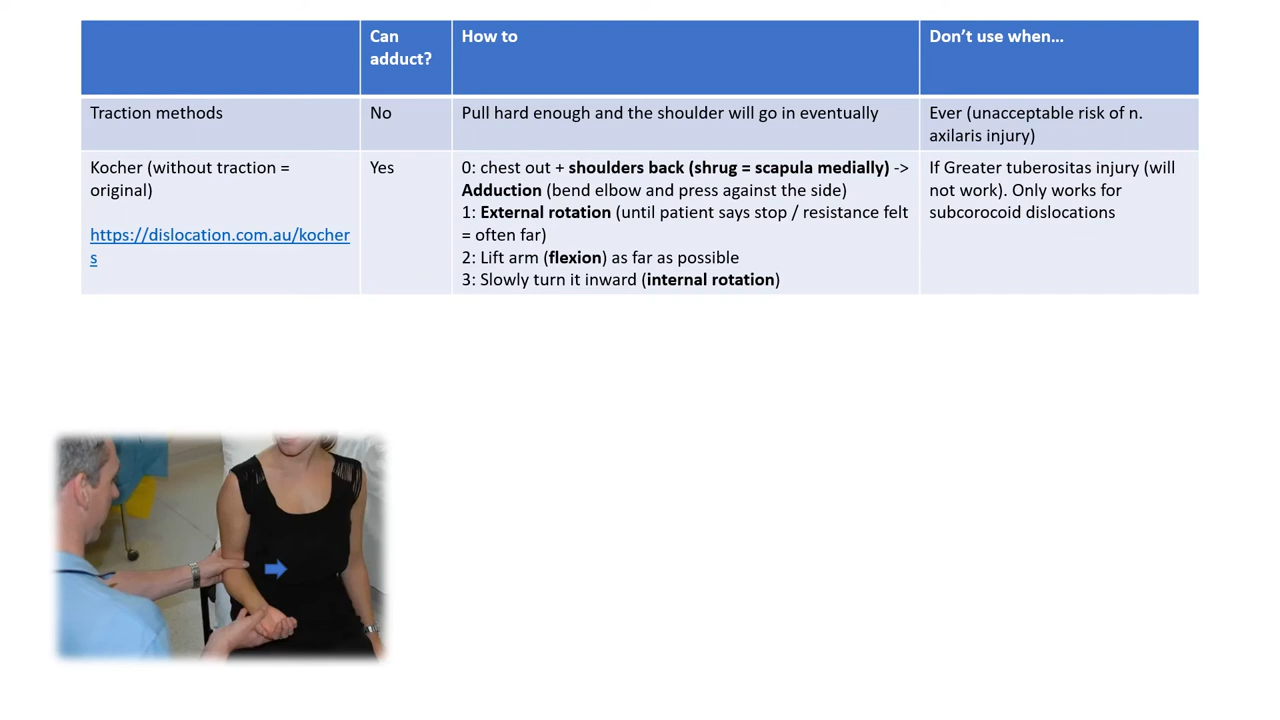 Can adduct?
How to
Don't use when…
Traction methods
No
Pull hard enough and the shoulder will go in eventually
Ever (unacceptable risk of n.
axilaris injury)
Kocher (without traction =
original)
https://dislocation.com.au/kocher
s
Yes
0: chest out + shoulders back (shrug = scapula medially) ->
Adduction (bend elbow and press against the side)
1: External rotation (until patient says stop / resistance felt
= often far)
2: Lift arm (flexion) as far as possible
3: Slowly turn it inward (internal rotation)
If Greater tuberositas injury (will
not work). Only works for
subcorocoid dislocations